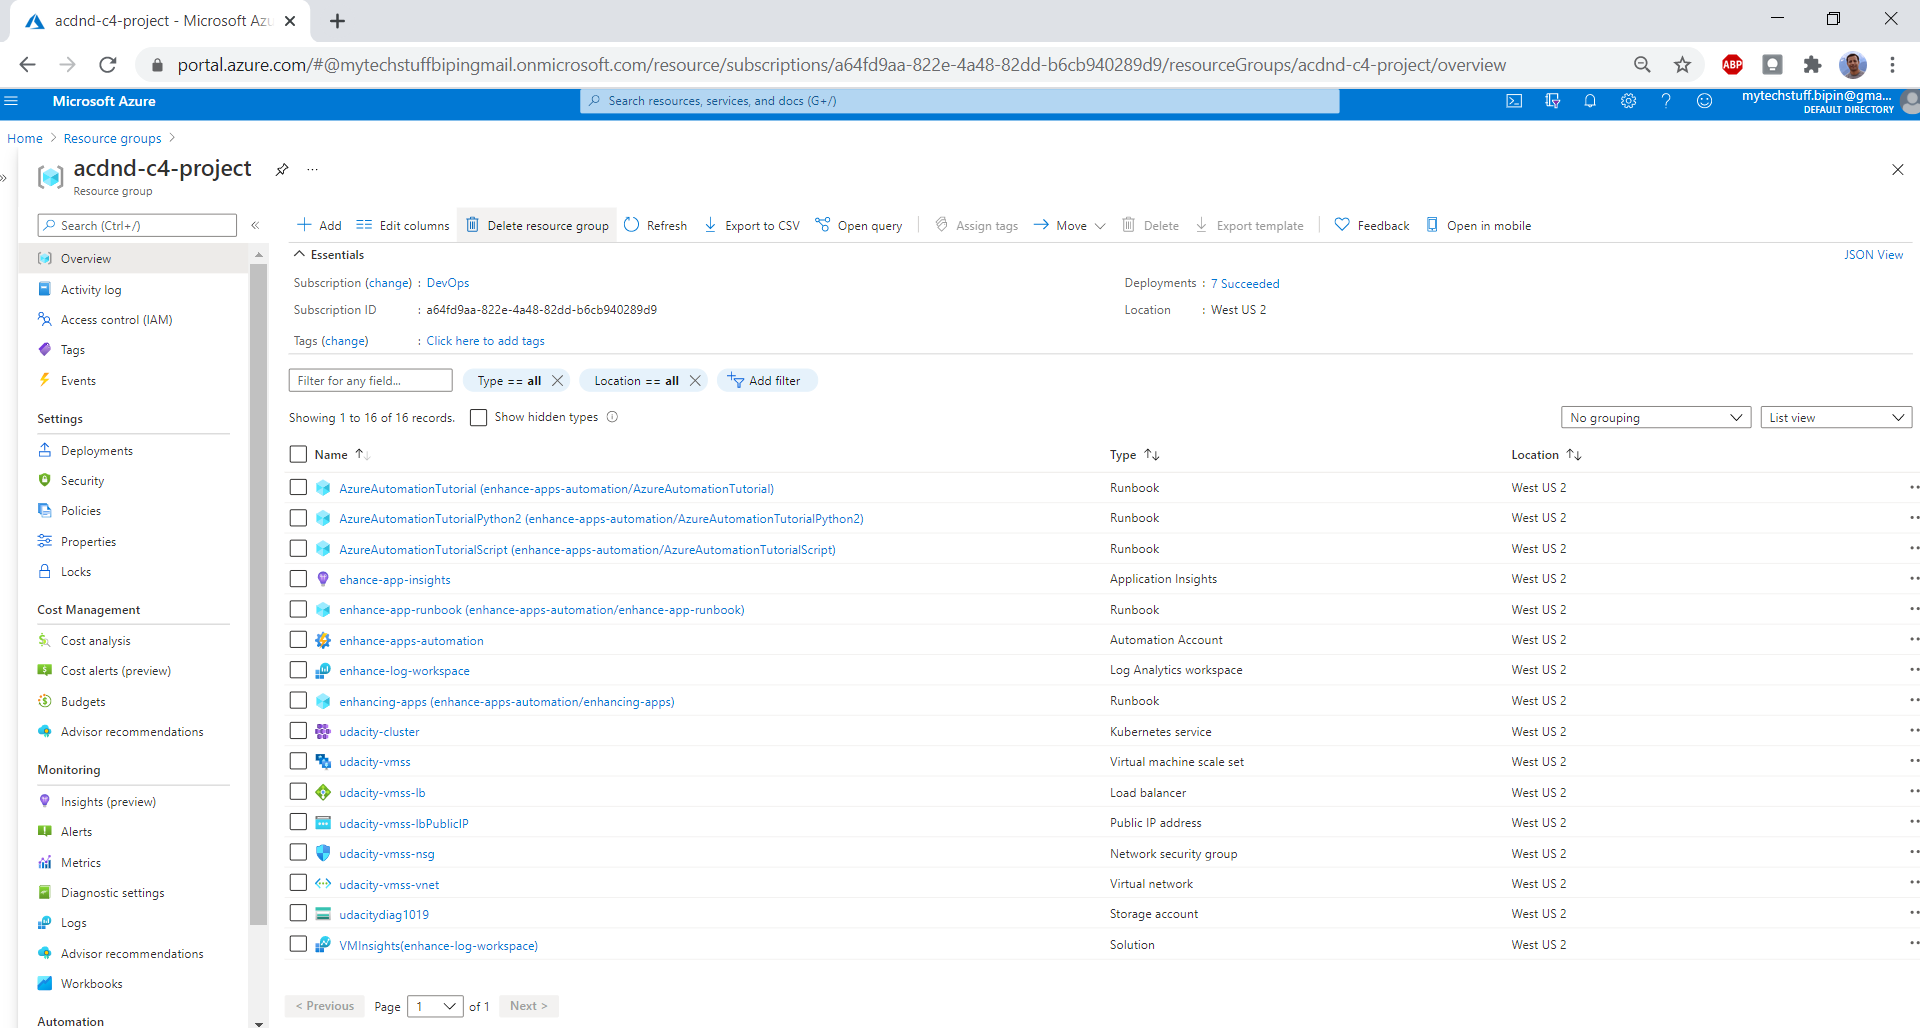 acdnd-c4-project - Microsoft Azu
portal.azure.com/#@mytechstuffbipingmail.onmicrosoft.com/resource/subscriptions/a64fd9aa-822e-4a48-82dd-b6cb940289d9/resourceGroups/acdnd-c4-project/overview
ABP
Microsoft Azure
Search resources, services, and docs (G+/)
mytechstuff.bipin@gma...
DEFAULT DIRECTORY
Home > Resource groups >
acdnd-c4-project
Resource group
Search (Ctrl+/)
Add
Edit columns
Delete resource group
Refresh
Export to CSV
Open query
Assign tags
Move
Delete
Export template
Feedback
Open in mobile
Essentials
JSON View
Subscription (change) : DevOps
Deployments : 7 Succeeded
Subscription ID : a64fd9aa-822e-4a48-82dd-b6cb940289d9
Location : West US 2
Tags (change) : Click here to add tags
Overview
Activity log
Access control (IAM)
Tags
Events
Settings
Deployments
Security
Policies
Properties
Locks
Cost Management
Cost analysis
Cost alerts (preview)
Budgets
Advisor recommendations
Monitoring
Insights (preview)
Alerts
Metrics
Diagnostic settings
Logs
Advisor recommendations
Workbooks
Automation
Filter for any field...
Type == all
Location == all
Add filter
Showing 1 to 16 of 16 records.
Show hidden types
No grouping
List view
Name Type Location
AzureAutomationTutorial (enhance-apps-automation/AzureAutomationTutorial) Runbook West US 2
AzureAutomationTutorialPython2 (enhance-apps-automation/AzureAutomationTutorialPython2) Runbook West US 2
AzureAutomationTutorialScript (enhance-apps-automation/AzureAutomationTutorialScript) Runbook West US 2
ehance-app-insights Application Insights West US 2
enhance-app-runbook (enhance-apps-automation/enhance-app-runbook) Runbook West US 2
enhance-apps-automation Automation Account West US 2
enhance-log-workspace Log Analytics workspace West US 2
enhancing-apps (enhance-apps-automation/enhancing-apps) Runbook West US 2
udacity-cluster Kubernetes service West US 2
udacity-vmss Virtual machine scale set West US 2
udacity-vmss-lb Load balancer West US 2
udacity-vmss-lbPublicIP Public IP address West US 2
udacity-vmss-nsg Network security group West US 2
udacity-vmss-vnet Virtual network West US 2
udacitydiag1019 Storage account West US 2
VMInsights(enhance-log-workspace) Solution West US 2
< Previous Page 1 of 1 Next >